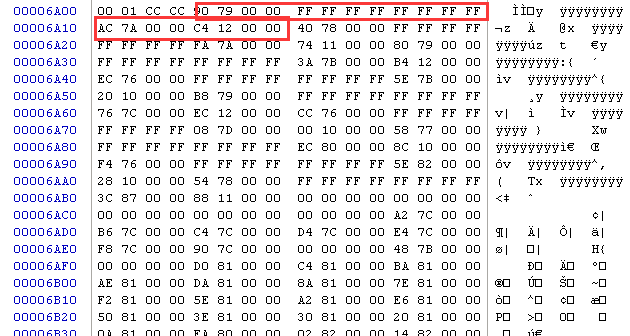 00006A00 00 01 CC CC 90 79 00 00 FF FF FF FF FF FF FF FF ÌÌ□y ÿÿÿÿÿÿÿÿ
00006A10 AC 7A 00 00 C4 12 00 00 40 78 00 00 FF FF FF FF ¬z Ä @x ÿÿÿÿ
00006A20 FF FF FF FF FA 7A 00 00 74 11 00 00 80 79 00 00 ÿÿÿÿúz t €y
00006A30 FF FF FF FF FF FF FF FF 3A 7B 00 00 B4 12 00 00 ÿÿÿÿÿÿÿÿ:{ ´
00006A40 EC 76 00 00 FF FF FF FF FF FF FF FF 5E 7B 00 00 ìv ÿÿÿÿÿÿÿÿ^{
00006A50 20 10 00 00 B8 79 00 00 FF FF FF FF FF FF FF FF ¸y ÿÿÿÿÿÿÿÿ
00006A60 76 7C 00 00 EC 12 00 00 CC 76 00 00 FF FF FF FF v| ì Ìv ÿÿÿÿ
00006A70 FF FF FF FF 08 7D 00 00 00 10 00 00 58 77 00 00 ÿÿÿÿ } Xw
00006A80 FF FF FF FF FF FF FF FF EC 80 00 00 8C 10 00 00 ÿÿÿÿÿÿÿÿì€ Œ
00006A90 F4 76 00 00 FF FF FF FF FF FF FF FF 5E 82 00 00 ôv ÿÿÿÿÿÿÿÿ^‚
00006AA0 28 10 00 00 54 78 00 00 FF FF FF FF FF FF FF FF ( Tx ÿÿÿÿÿÿÿÿ
00006AB0 3C 87 00 00 88 11 00 00 00 00 00 00 00 00 00 00 <‡ ˆ
00006AC0 00 00 00 00 00 00 00 00 00 00 00 00 A2 7C 00 00 ¢|
00006AD0 B6 7C 00 00 C4 7C 00 00 D4 7C 00 00 E4 7C 00 00 ¶| Ä| Ô| ä|
00006AE0 F8 7C 00 00 90 7C 00 00 00 00 00 00 48 7B 00 00 ø| □| H{
00006AF0 00 00 00 00 D0 81 00 00 C4 81 00 00 BA 81 00 00 Ð□ Ä□ º□
00006B00 AE 81 00 00 DA 81 00 00 8A 81 00 00 7E 81 00 00 ®□ Ú□ Š□ ~□
00006B10 F2 81 00 00 5E 81 00 00 A2 81 00 00 E6 81 00 00 ò□ ^□ ¢□ æ□
00006B20 50 81 00 00 3E 81 00 00 30 81 00 00 20 81 00 00 P□ >□ 0□ □
00006B30 0A 81 00 00 FA 80 00 00 02 82 00 00 14 82 00 00